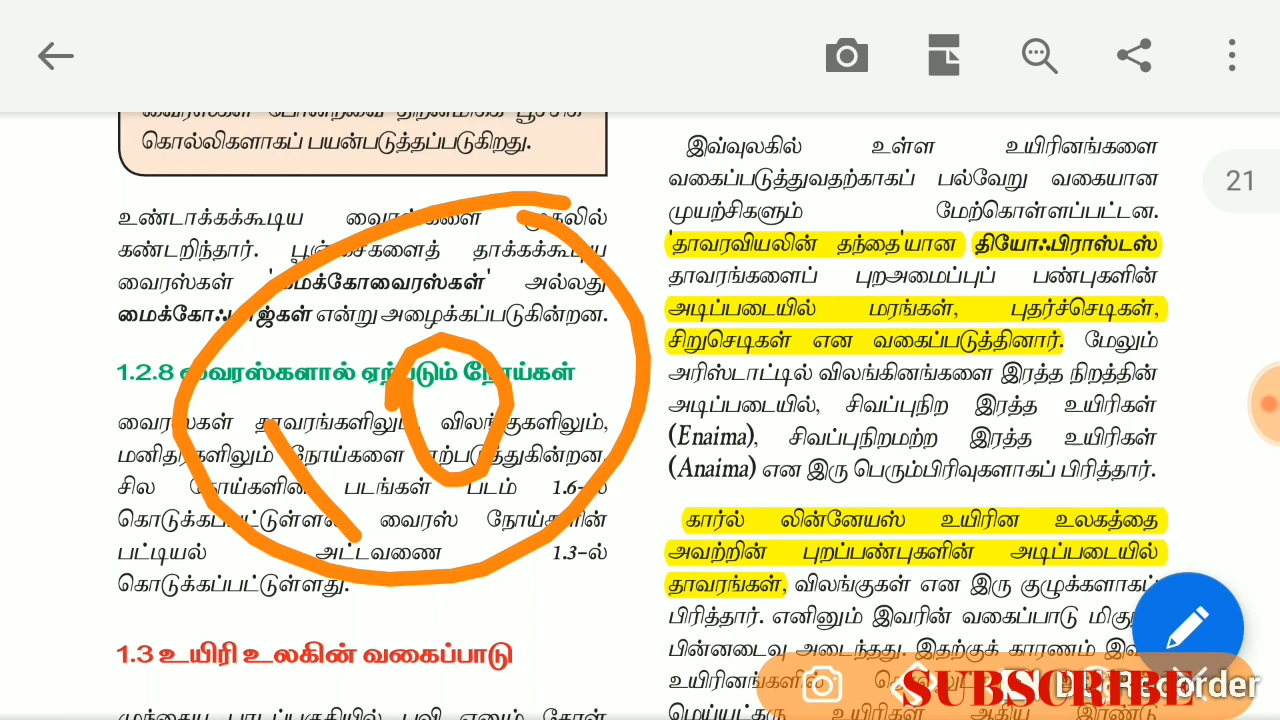 21
கொல்லிகளாகப் பயன்படுத்தப்படுகிறது.
உண்டாக்கக்கூடிய வைரஸ்களை முதலில்
கண்டறிந்தார். பூஞ்சைகளைத் தாக்கக்கூடிய
வைரஸ்கள் 'மைக்கோவைரஸ்கள்' அல்லது
மைக்கோஃபேஜ்கள் என்று அழைக்கப்படுகின்றன.
1.2.8 வைரஸ்களால் ஏற்படும் நோய்கள்
வைரஸ்கள் தாவரங்களிலும், விலங்குகளிலும்,
மனிதர்களிலும் நோய்களை ஏற்படுத்துகின்றன.
சில நோய்களின் படங்கள் படம் 1.6-ல்
கொடுக்கப்பட்டுள்ளன. வைரஸ் நோய்களின்
பட்டியல் அட்டவணை 1.3-ல்
கொடுக்கப்பட்டுள்ளது.
1.3 உயிரி உலகின் வகைப்பாடு
இவ்வுலகில் உள்ள உயிரினங்களை
வகைப்படுத்துவதற்காகப் பல்வேறு வகையான
முயற்சிகளும் மேற்கொள்ளப்பட்டன.
'தாவரவியலின் தந்தை'யான தியோஃபிராஸ்டஸ்
தாவரங்களைப் புறஅமைப்புப் பண்புகளின்
அடிப்படையில் மரங்கள், புதர்ச்செடிகள்,
சிறுசெடிகள் என வகைப்படுத்தினார். மேலும்
அரிஸ்டாட்டில் விலங்கினங்களை இரத்த நிறத்தின்
அடிப்படையில், சிவப்புநிற இரத்த உயிரிகள்
(Enaima), சிவப்புநிறமற்ற இரத்த உயிரிகள்
(Anaima) என இரு பெரும்பிரிவுகளாகப் பிரித்தார்.
கார்ல் லின்னேயஸ் உயிரின உலகத்தை
அவற்றின் புறப்பண்புகளின் அடிப்படையில்
தாவரங்கள், விலங்குகள் என இரு குழுக்களாகப்
பிரித்தார். எனினும் இவரின் வகைப்பாடு
பின்னடைவு அடைந்தது. இதற்குக் காரணம்
SUBSCRIBE
DU Recorder